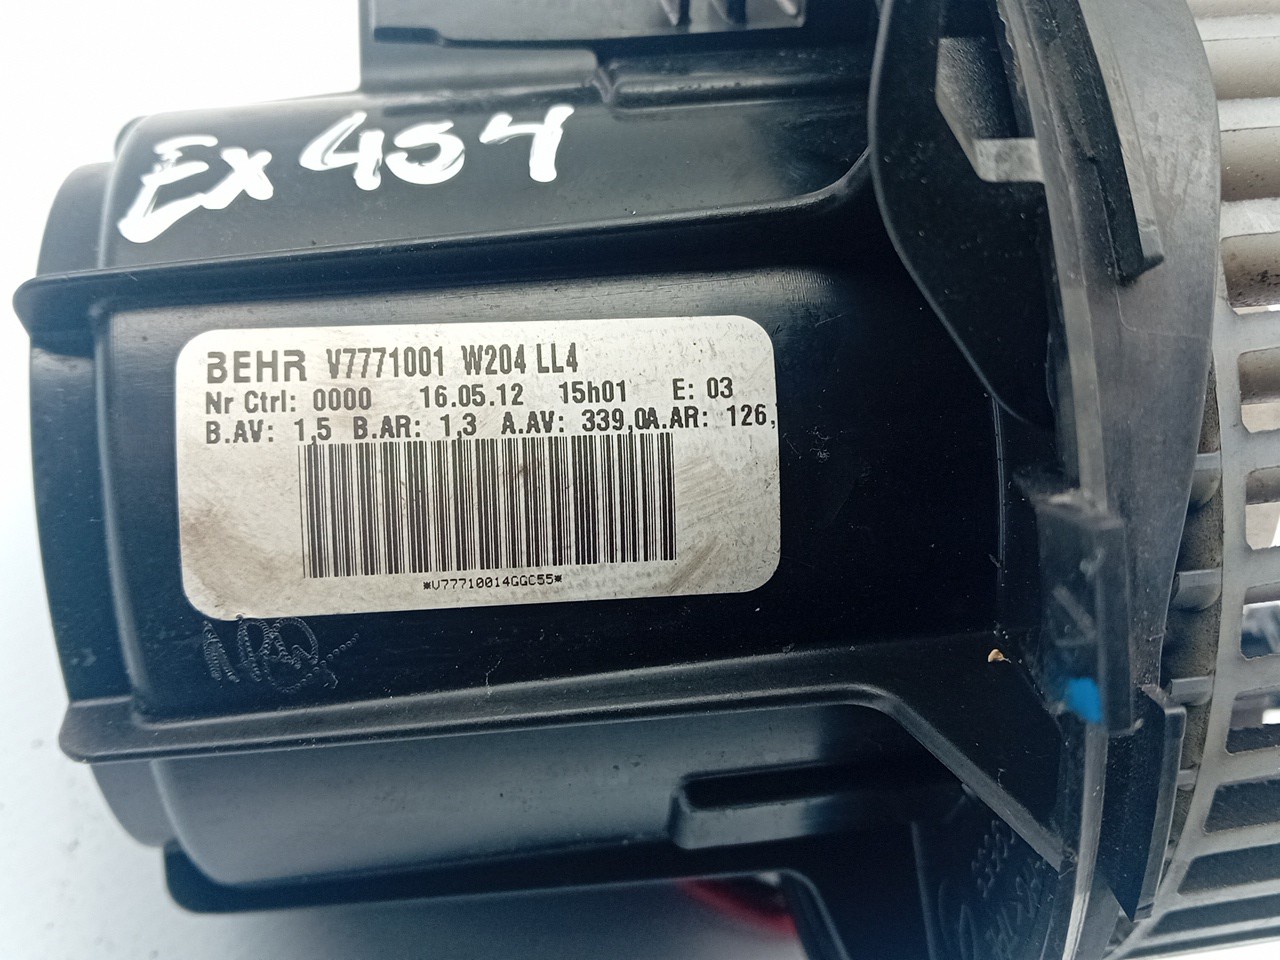 Ex 454
BEHR V7771001 W204 LL4
Nr Ctrl: 0000 16.05.12 15h01 E: 03
B.AV: 1,5 B.AR: 1,3 A.AV: 339,0A.AR: 126,
*V77710014GGC55*